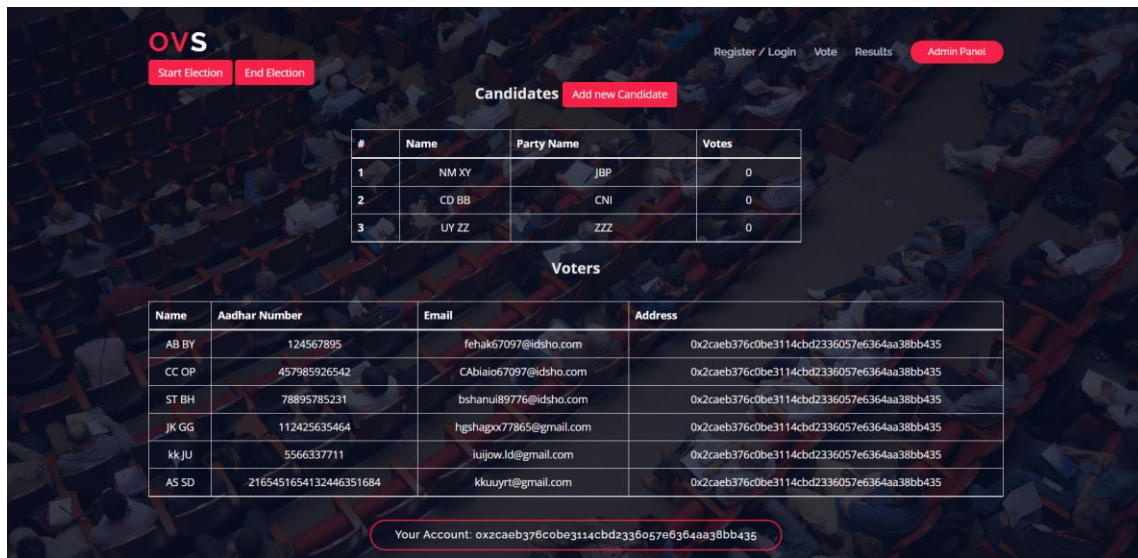 OVS
Register / Login Vote Results Admin Panel
Start Election End Election
Candidates Add new Candidate
# Name Party Name Votes
1 NM XY JBP 0
2 CD BB CNI 0
3 UY ZZ ZZZ 0
Voters
Name Aadhar Number Email Address
AB BY 124567895 fehak67097@idsho.com 0x2caeb376c0be3114cbd2336057e6364aa38bb435
CC OP 457985926542 CAbiaio67097@idsho.com 0x2caeb376c0be3114cbd2336057e6364aa38bb435
ST BH 78895785231 bshanui89776@idsho.com 0x2caeb376c0be3114cbd2336057e6364aa38bb435
JK GG 112425635464 hgshagxx77865@gmail.com 0x2caeb376c0be3114cbd2336057e6364aa38bb435
kk JU 5566337711 iuijow.ld@gmail.com 0x2caeb376c0be3114cbd2336057e6364aa38bb435
AS SD 2165451654132446351684 kkuuyrt@gmail.com 0x2caeb376c0be3114cbd2336057e6364aa38bb435
Your Account: 0x2caeb376c0be3114cbd2336057e6364aa38bb435